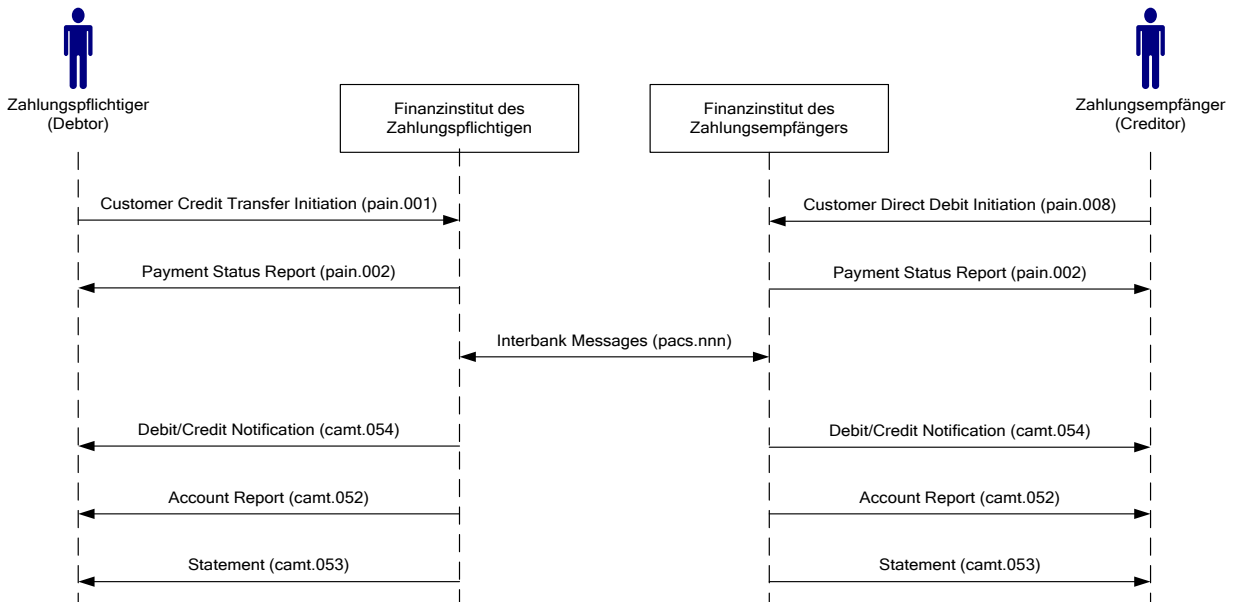 Zahlungspflichtiger
(Debtor)
Finanzinstitut des
Zahlungspflichtigen
Finanzinstitut des
Zahlungsempfängers
Zahlungsempfänger
(Creditor)
Customer Credit Transfer Initiation (pain.001)
Customer Direct Debit Initiation (pain.008)
Payment Status Report (pain.002)
Payment Status Report (pain.002)
Interbank Messages (pacs.nnn)
Debit/Credit Notification (camt.054)
Debit/Credit Notification (camt.054)
Account Report (camt.052)
Account Report (camt.052)
Statement (camt.053)
Statement (camt.053)